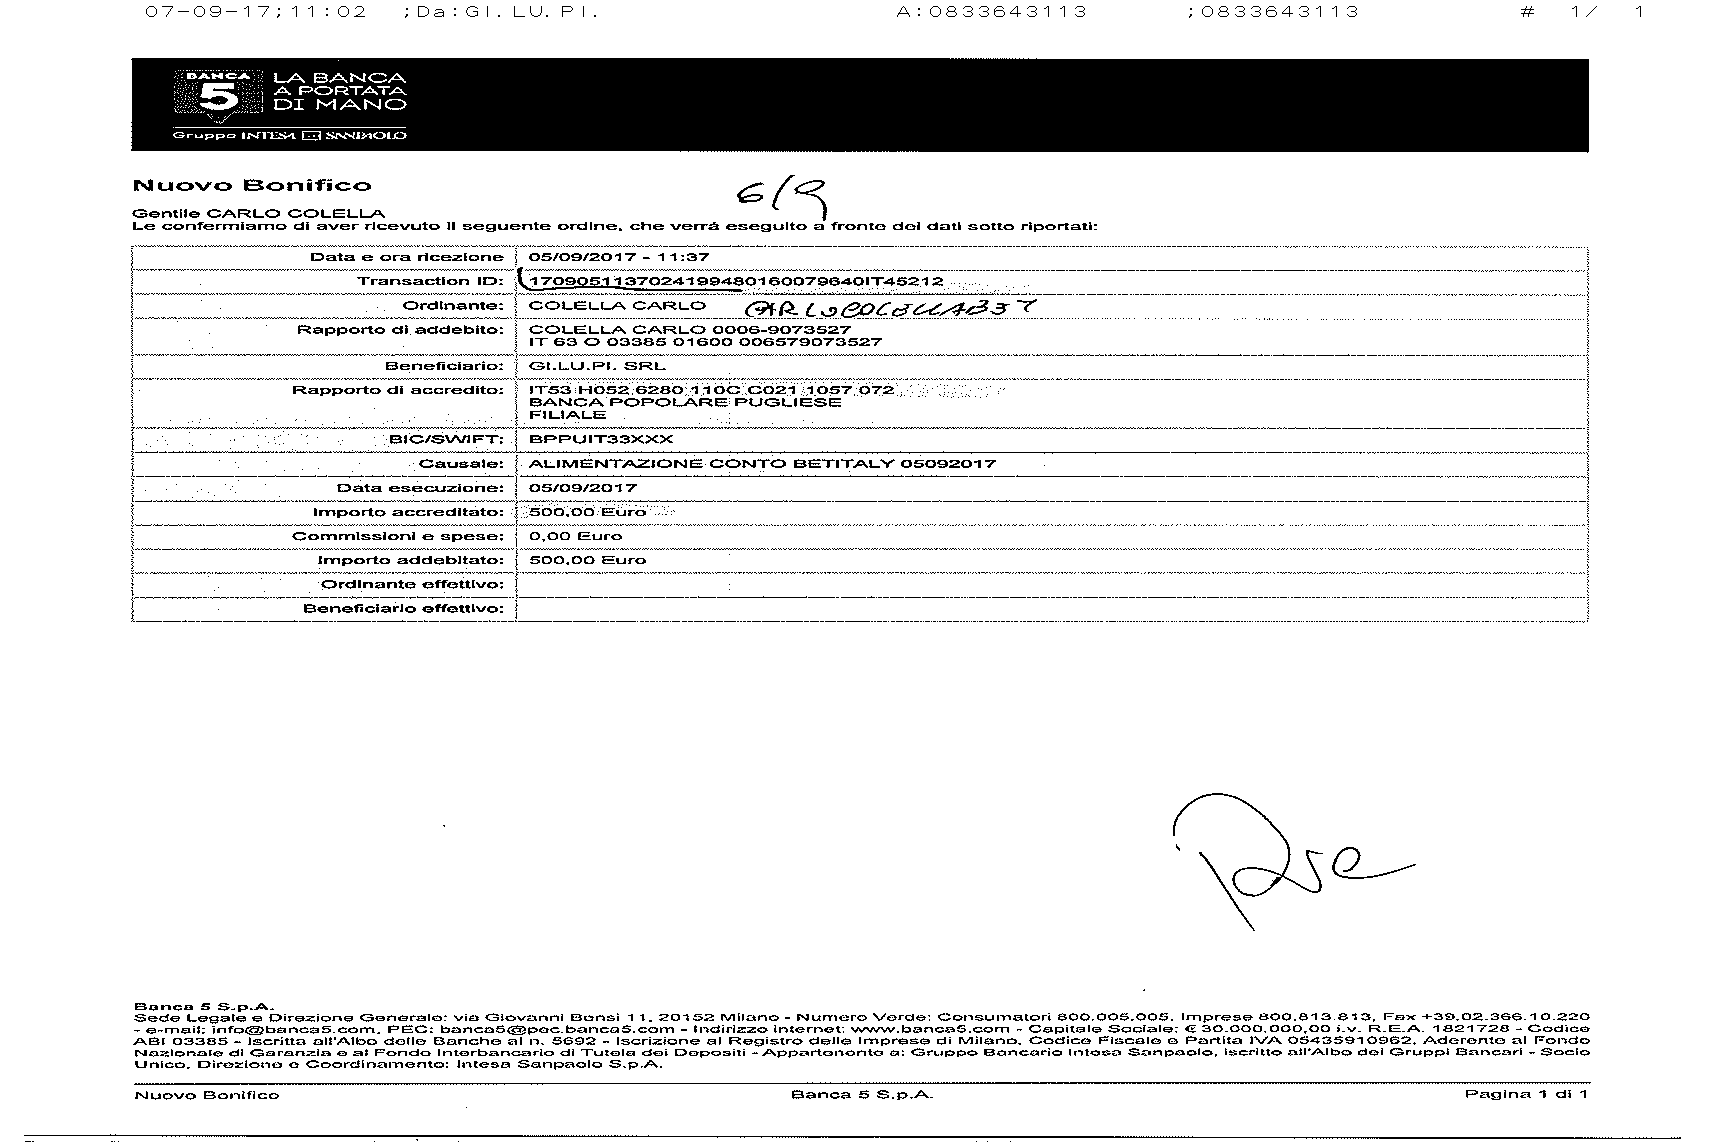 07-09-17;11:02 ;Da:GI.LU.PI. A:0833643113 ;0833643113 # 1/ 1
BANCA 5
LA BANCA
A PORTATA
DI MANO
Gruppo INTESA SANPAOLO
Nuovo Bonifico
6/9
Gentile CARLO COLELLA
Le confermiamo di aver ricevuto il seguente ordine, che verrá eseguito a fronte dei dati sotto riportati:
Data e ora ricezione 05/09/2017 - 11:37
Transaction ID: 1709051137024199480160079640IT45212
Ordinante: COLELLA CARLO
Rapporto di addebito: COLELLA CARLO 0006-9073527
IT 63 O 03385 01600 006579073527
Beneficiario: GI.LU.PI. SRL
Rapporto di accredito: IT53 H052 6280 110C C021 1057 072
BANCA POPOLARE PUGLIESE
FILIALE
BIC/SWIFT: BPPUIT33XXX
Causale: ALIMENTAZIONE CONTO BETITALY 05092017
Data esecuzione: 05/09/2017
Importo accreditato: 500,00 Euro
Commissioni e spese: 0,00 Euro
Importo addebitato: 500,00 Euro
Ordinante effettivo:
Beneficiario effettivo:
Banca 5 S.p.A.
Sede Legale e Direzione Generale: via Giovanni Bensi 11, 20152 Milano - Numero Verde: Consumatori 800.005.005, Imprese 800.813.813, Fax +39.02.366.10.220
- e-mail: info@banca5.com, PEC: banca5@pec.banca5.com - Indirizzo internet: www.banca5.com - Capitale Sociale: € 30.000.000,00 i.v. R.E.A. 1821728 - Codice
ABI 03385 - Iscritta all'Albo delle Banche al n. 5692 - Iscrizione al Registro delle Imprese di Milano, Codice Fiscale e Partita IVA 05435910962, Aderente al Fondo
Nazionale di Garanzia e al Fondo Interbancario di Tutela dei Depositi - Appartenente a: Gruppo Bancario Intesa Sanpaolo, iscritto all'Albo dei Gruppi Bancari - Socio
Unico, Direzione e Coordinamento: Intesa Sanpaolo S.p.A.
Nuovo Bonifico Banca 5 S.p.A. Pagina 1 di 1